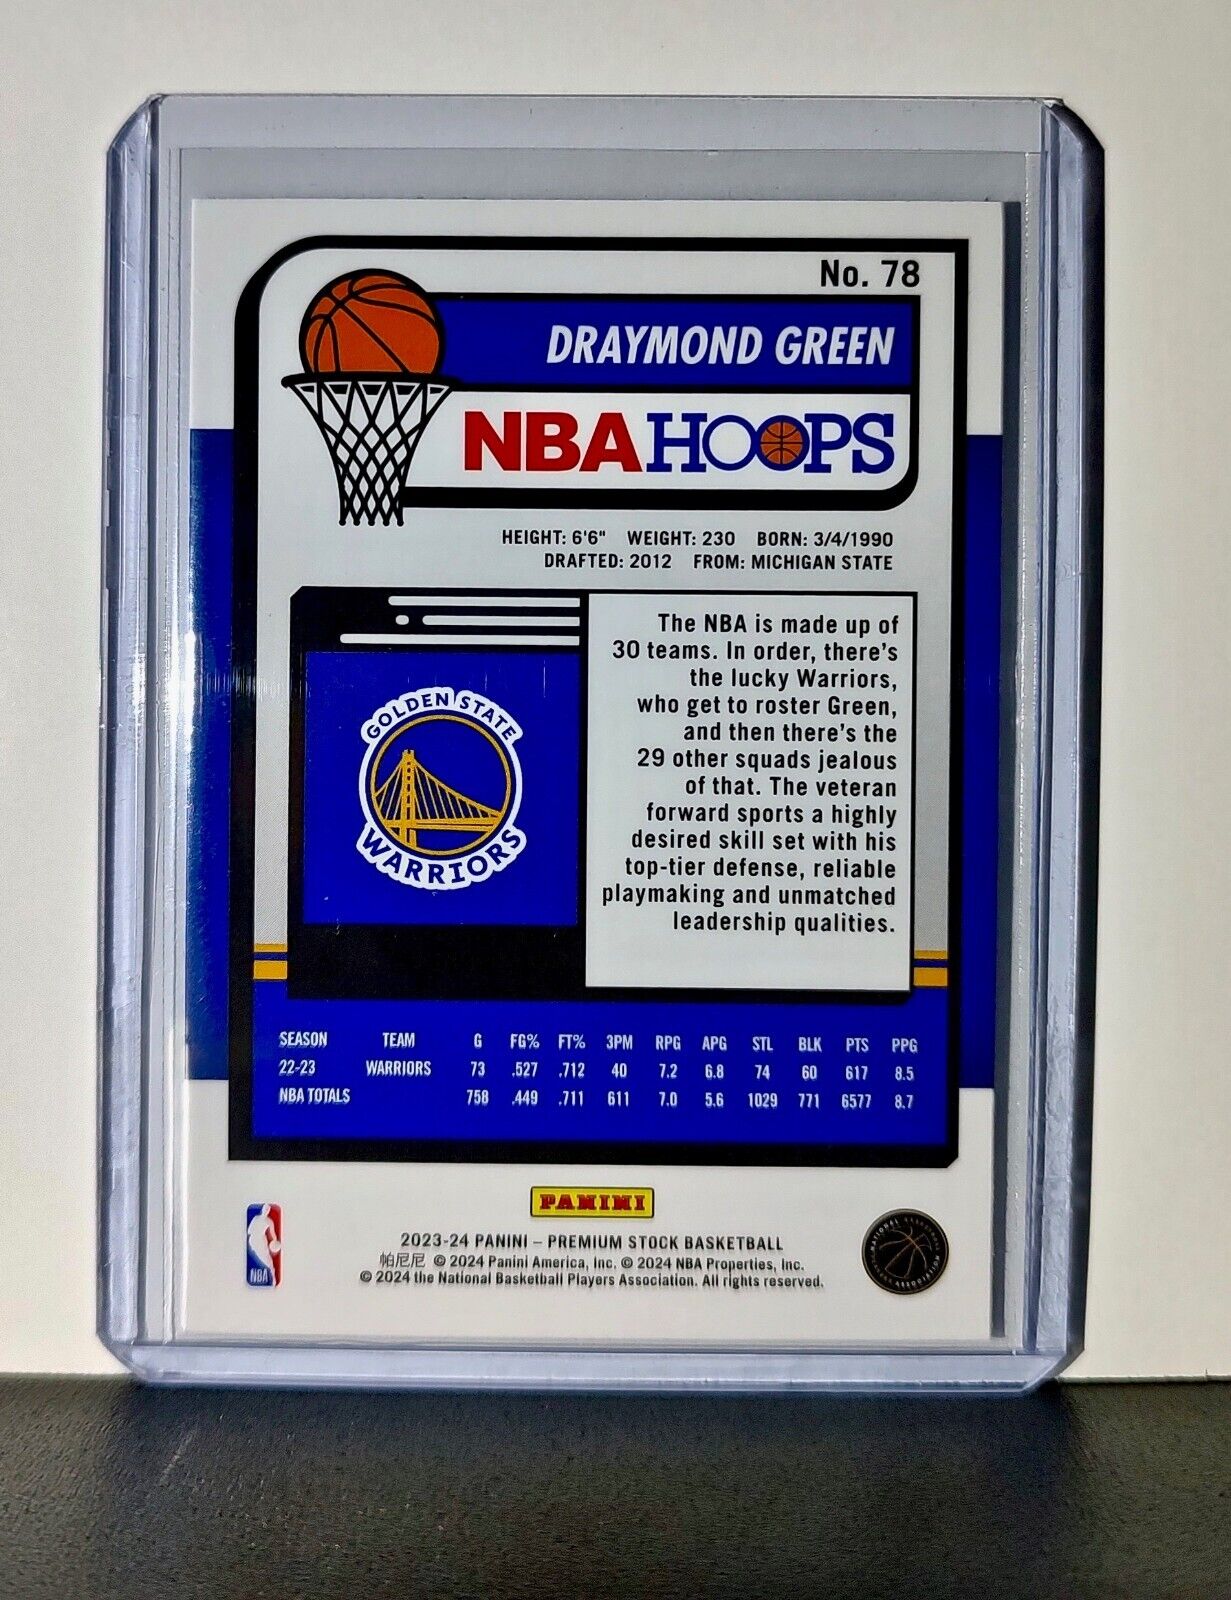 No. 78
DRAYMOND GREEN
NBA HOOPS
HEIGHT: 6'6" WEIGHT: 230 BORN: 3/4/1990
DRAFTED: 2012 FROM: MICHIGAN STATE
The NBA is made up of
30 teams. In order, there's
the lucky Warriors,
who get to roster Green,
and then there's the
29 other squads jealous
of that. The veteran
forward sports a highly
desired skill set with his
top-tier defense, reliable
playmaking and unmatched
leadership qualities.
GOLDEN STATE
WARRIORS
SEASON TEAM G FG% FT% 3PM RPG APG STL BLK PTS PPG
22-23 WARRIORS 73 .527 .712 40 7.2 6.8 74 60 617 8.5
NBA TOTALS 758 .449 .711 611 7.0 5.6 1029 771 6577 8.7
PANINI
2023-24 PANINI – PREMIUM STOCK BASKETBALL
帕尼尼 © 2024 Panini America, Inc. © 2024 NBA Properties, Inc.
© 2024 the National Basketball Players Association. All rights reserved.
NBA
NATIONAL BASKETBALL
PLAYERS ASSOCIATION